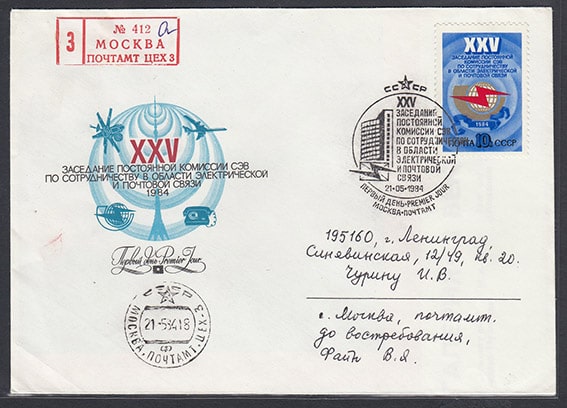 № 412 а
З МОСКВА
ПОЧТАМТ ЦЕХ 3
XXV
ЗАСЕДАНИЕ ПОСТОЯННОЙ
КОМИССИИ СЭВ
ПО СОТРУДНИЧЕСТВУ
В ОБЛАСТИ ЭЛЕКТРИЧЕСКОЙ
И ПОЧТОВОЙ СВЯЗИ
1984
ПОЧТА 10к СССР
СССР
XXV
ЗАСЕДАНИЕ
ПОСТОЯННОЙ
КОМИССИИ СЭВ
ПО СОТРУДНИЧЕСТВУ
В ОБЛАСТИ
ЭЛЕКТРИЧЕСКОЙ
И ПОЧТОВОЙ
СВЯЗИ
21-05-1984
ПЕРВЫЙ ДЕНЬ-PREMIER JOUR
МОСКВА-ПОЧТАМТ
XXV
ЗАСЕДАНИЕ ПОСТОЯННОЙ КОМИССИИ СЭВ
ПО СОТРУДНИЧЕСТВУ В ОБЛАСТИ ЭЛЕКТРИЧЕСКОЙ
И ПОЧТОВОЙ СВЯЗИ
1984
Первый день Premier Jour
СССР
21-5-84 18
МОСКВА, ПОЧТАМТ. ЦЕХ-3
195160, г. Ленинград,
Синявинская, 12/49, кв. 20.
Чурину И. В.
г. Москва, почтамт.
до востребования,
Файн В. Я.